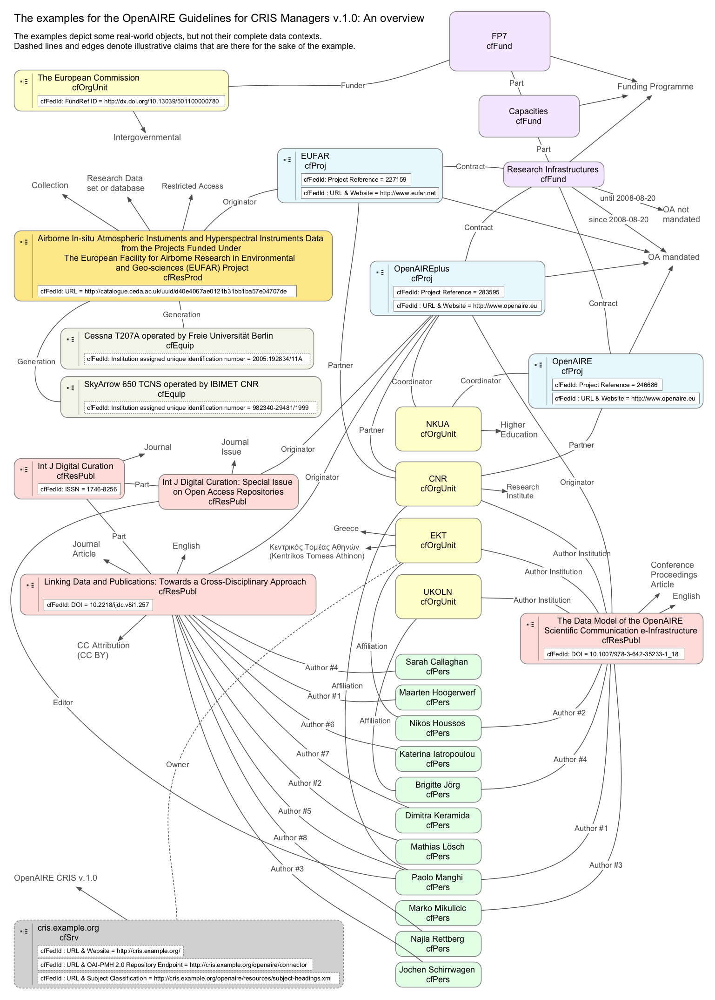 The examples for the OpenAIRE Guidelines for CRIS Managers v.1.0: An overview
The examples depict some real-world objects, but not their complete data contexts.
Dashed lines and edges denote illustrative claims that are there for the sake of the example.
FP7
cfFund
The European Commission
cfOrgUnit
cfFedId: FundRef ID = http://dx.doi.org/10.13039/501100000780
Funder
Part
Funding Programme
Capacities
cfFund
Intergovernmental
Part
EUFAR
cfProj
cfFedId: Project Reference = 227159
cfFedId : URL & Website = http://www.eufar.net
Contract
Research Infrastructures
cfFund
Collection
Research Data
set or database
Restricted Access
Originator
until 2008-08-20
OA not
mandated
since 2008-08-20
Contract
OA mandated
Airborne In-situ Atmospheric Instuments and Hyperspectral Instruments Data
from the Projects Funded Under
The European Facility for Airborne Research in Environmental
and Geo-sciences (EUFAR) Project
cfResProd
cfFedId: URL = http://catalogue.ceda.ac.uk/uuid/d40e4067ae0121b31bb1ba57e04707de
OpenAIREplus
cfProj
cfFedId: Project Reference = 283595
cfFedId : URL & Website = http://www.openaire.eu
Contract
Generation
Cessna T207A operated by Freie Universität Berlin
cfEquip
cfFedId: Institution assigned unique identification number = 2005:192834/11A
Generation
Partner
OpenAIRE
cfProj
cfFedId: Project Reference = 246686
cfFedId : URL & Website = http://www.openaire.eu
SkyArrow 650 TCNS operated by IBIMET CNR
cfEquip
cfFedId: Institution assigned unique identification number = 982340-29481/1999
Coordinator
Coordinator
NKUA
cfOrgUnit
Higher
Education
Partner
Partner
Journal
Journal
Issue
Originator
Int J Digital Curation
cfResPubl
cfFedId: ISSN = 1746-8256
Part
Int J Digital Curation: Special Issue
on Open Access Repositories
cfResPubl
Originator
CNR
cfOrgUnit
Research
Institute
Originator
Part
Greece
Κεντρικός Τομέας Αθηνών
(Kentrikos Tomeas Athinon)
EKT
cfOrgUnit
Author Institution
Author Institution
Journal
Article
English
Conference
Proceedings
Article
English
Linking Data and Publications: Towards a Cross-Disciplinary Approach
cfResPubl
cfFedId: DOI = 10.2218/ijdc.v8i1.257
UKOLN
cfOrgUnit
Author Institution
The Data Model of the OpenAIRE
Scientific Communication e-Infrastructure
cfResPubl
cfFedId: DOI = 10.1007/978-3-642-35233-1_18
CC Attribution
(CC BY)
Affiliation
Author #4
Sarah Callaghan
cfPers
Affiliation
Author #1
Maarten Hoogerwerf
cfPers
Editor
Author #2
Affiliation
Nikos Houssos
cfPers
Author #6
Author #7
Katerina Iatropoulou
cfPers
Author #4
Owner
Author #2
Brigitte Jörg
cfPers
Author #5
Dimitra Keramida
cfPers
Author #1
Author #8
Mathias Lösch
cfPers
Author #3
Author #3
Paolo Manghi
cfPers
OpenAIRE CRIS v.1.0
Marko Mikulicic
cfPers
cris.example.org
cfSrv
cfFedId : URL & Website = http://cris.example.org/
cfFedId : URL & OAI-PMH 2.0 Repository Endpoint = http://cris.example.org/openaire/connector
cfFedId : URL & Subject Classification = http://cris.example.org/openaire/resources/subject-headings.xml
Najla Rettberg
cfPers
Jochen Schirrwagen
cfPers